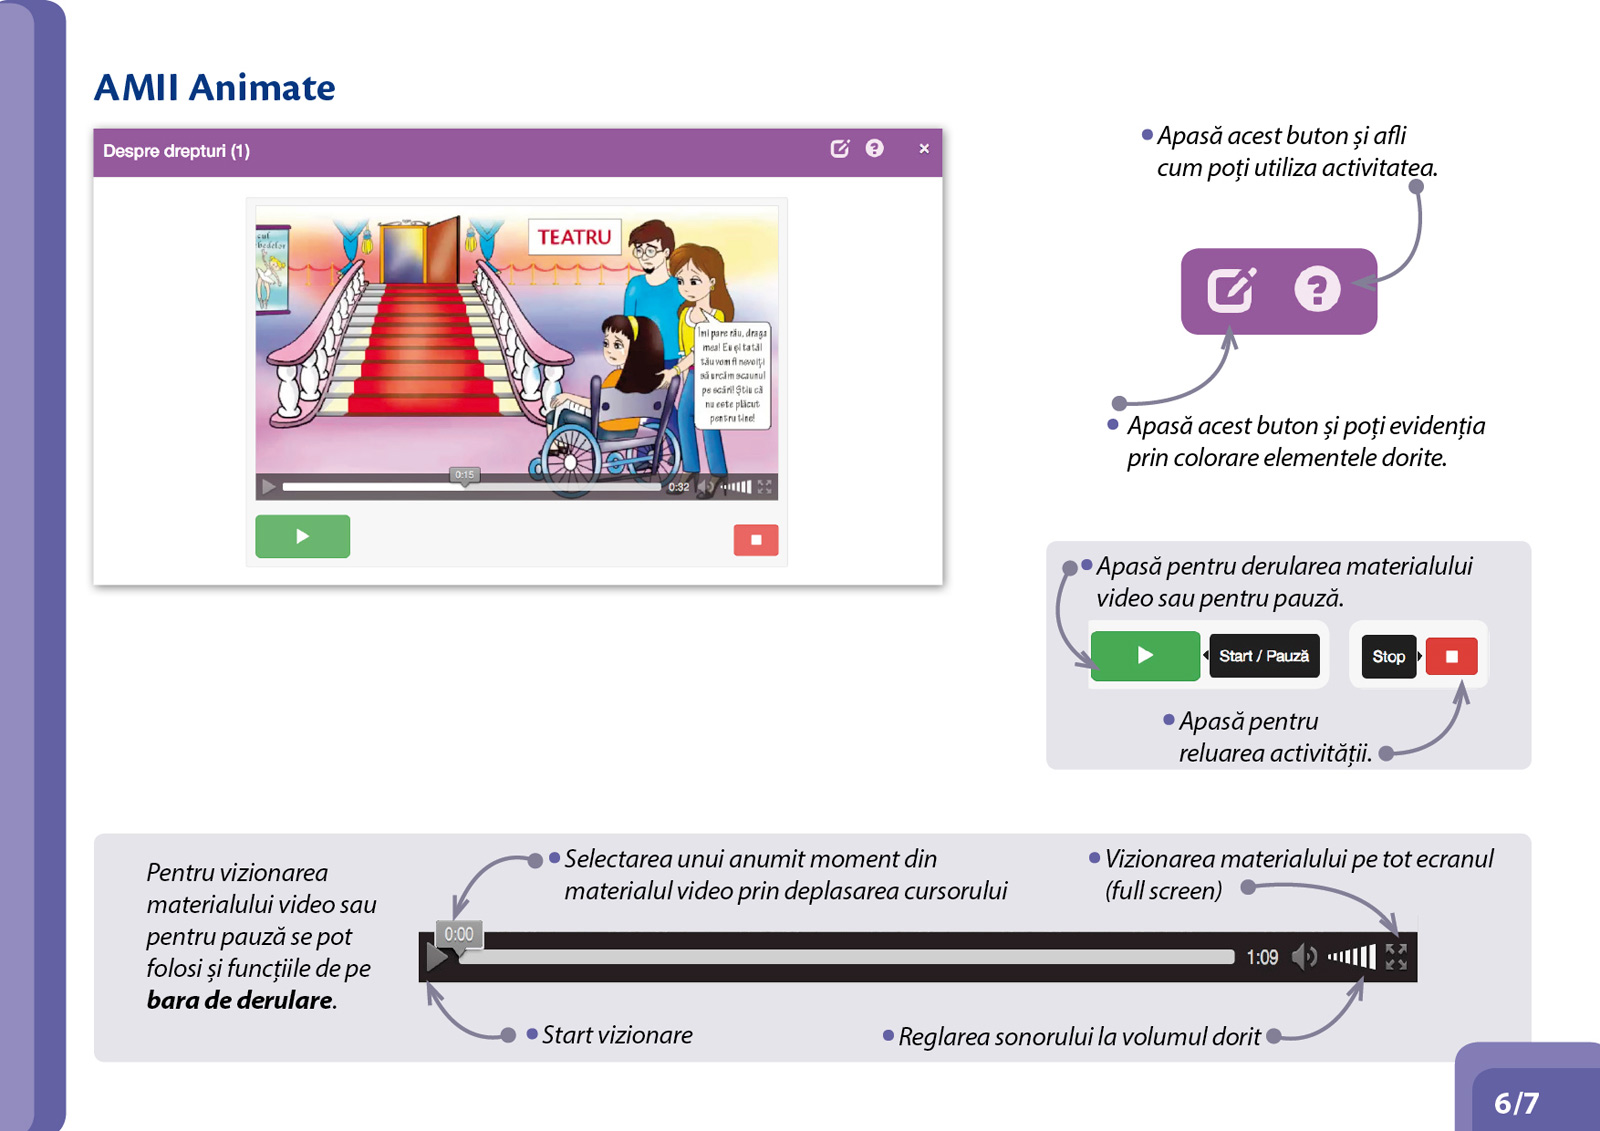 AMII Animate
Despre drepturi (1)
TEATRU
Îmi pare rău, draga
mea! Eu și tatăl
tău vom fi nevoiți
să urcăm scaunul
pe scări! Știu că
nu este plăcut
pentru tine!
0:15
0:32
Apasă acest buton și afli
cum poți utiliza activitatea.
Apasă acest buton și poți evidenția
prin colorare elementele dorite.
Apasă pentru derularea materialului
video sau pentru pauză.
Start / Pauză
Stop
Apasă pentru
reluarea activității.
Pentru vizionarea
materialului video sau
pentru pauză se pot
folosi și funcțiile de pe
bara de derulare.
Selectarea unui anumit moment din
materialul video prin deplasarea cursorului
Vizionarea materialului pe tot ecranul
(full screen)
0:00
1:09
Start vizionare
Reglarea sonorului la volumul dorit
6/7